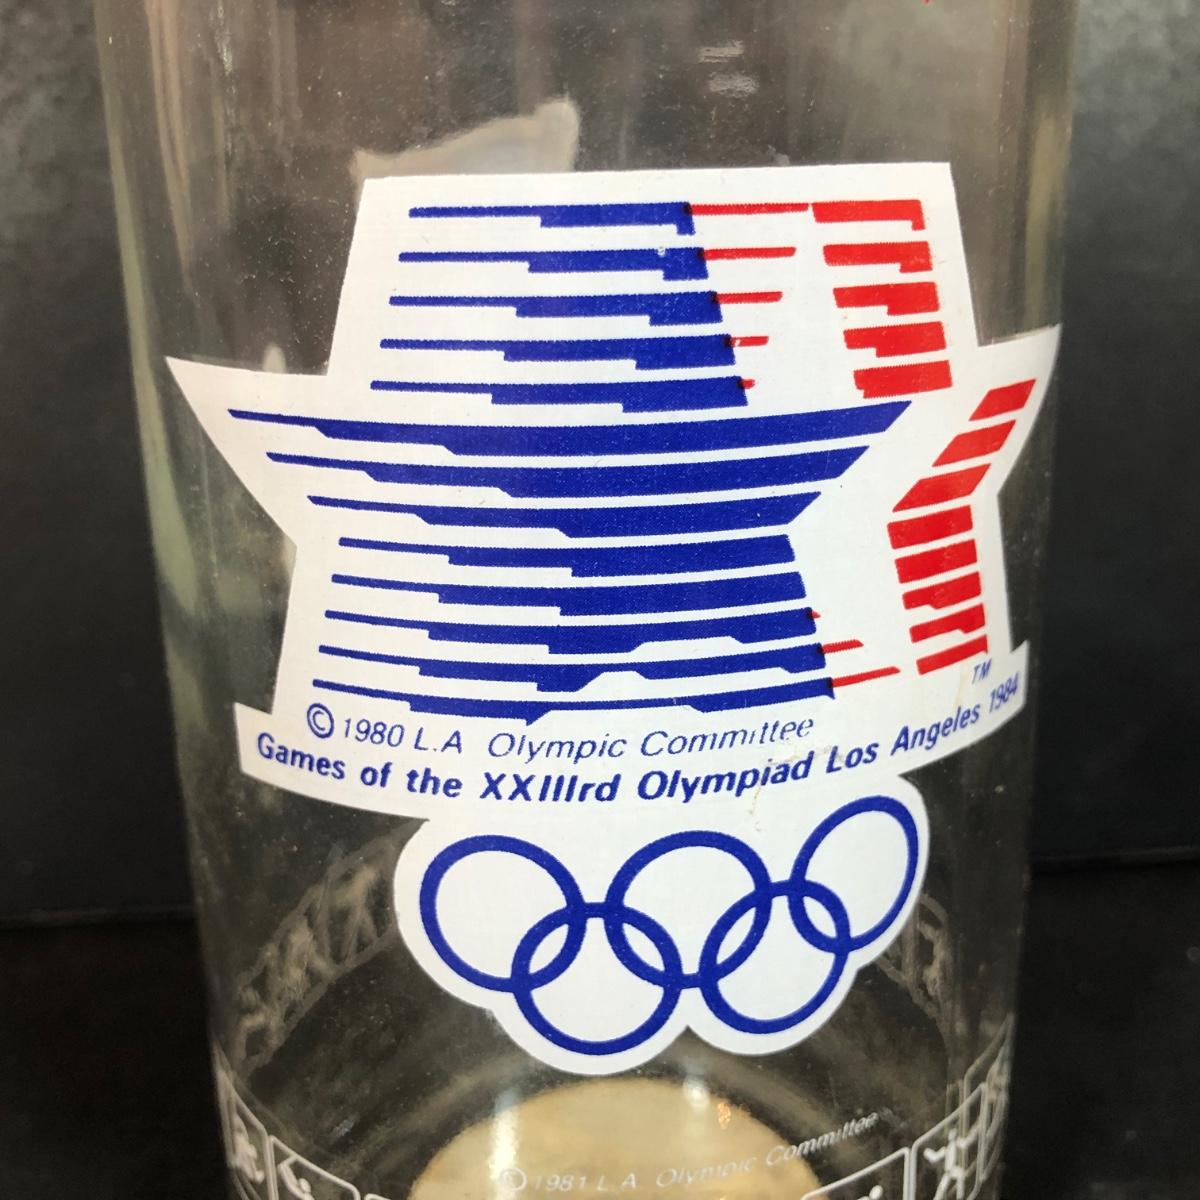 TM
© 1980 L.A Olympic Committee
Games of the XXIIIrd Olympiad Los Angeles 1984
© 1981 L.A. Olympic Committee